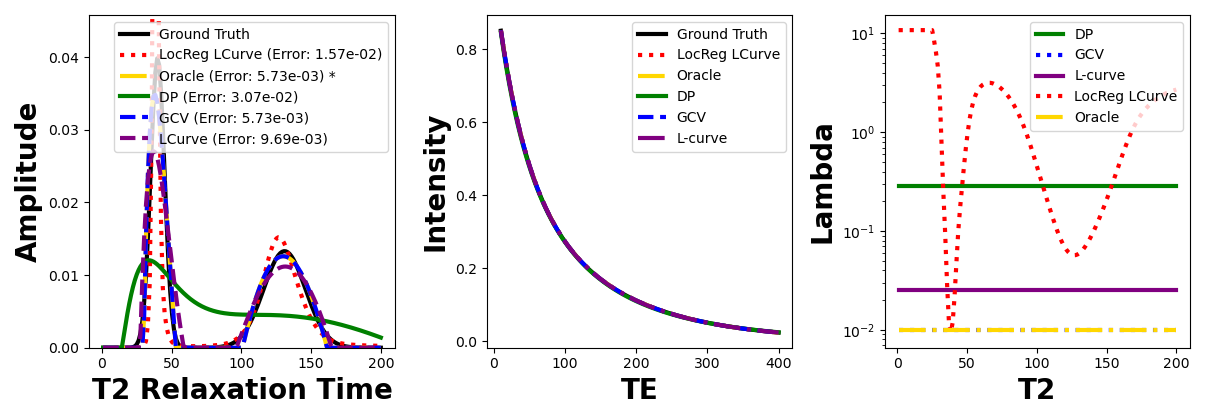 Amplitude
0.04
0.03
0.02
0.01
0.00
Ground Truth
LocReg LCurve (Error: 1.57e-02)
Oracle (Error: 5.73e-03) *
DP (Error: 3.07e-02)
GCV (Error: 5.73e-03)
LCurve (Error: 9.69e-03)
0 50 100 150 200
T2 Relaxation Time
Intensity
0.8
0.6
0.4
0.2
0.0
Ground Truth
LocReg LCurve
Oracle
DP
GCV
L-curve
0 100 200 300 400
TE
Lambda
10¹
10⁰
10⁻¹
10⁻²
DP
GCV
L-curve
LocReg LCurve
Oracle
0 50 100 150 200
T2